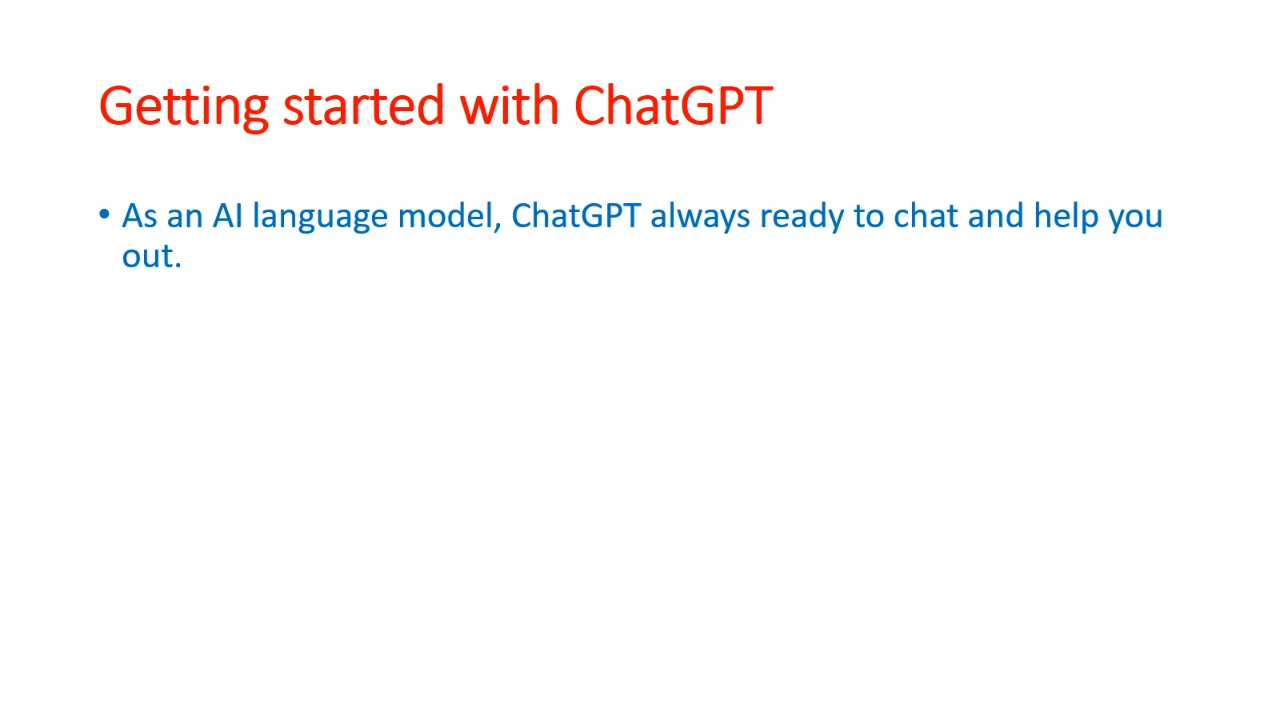 Getting started with ChatGPT
• As an AI language model, ChatGPT always ready to chat and help you
out.